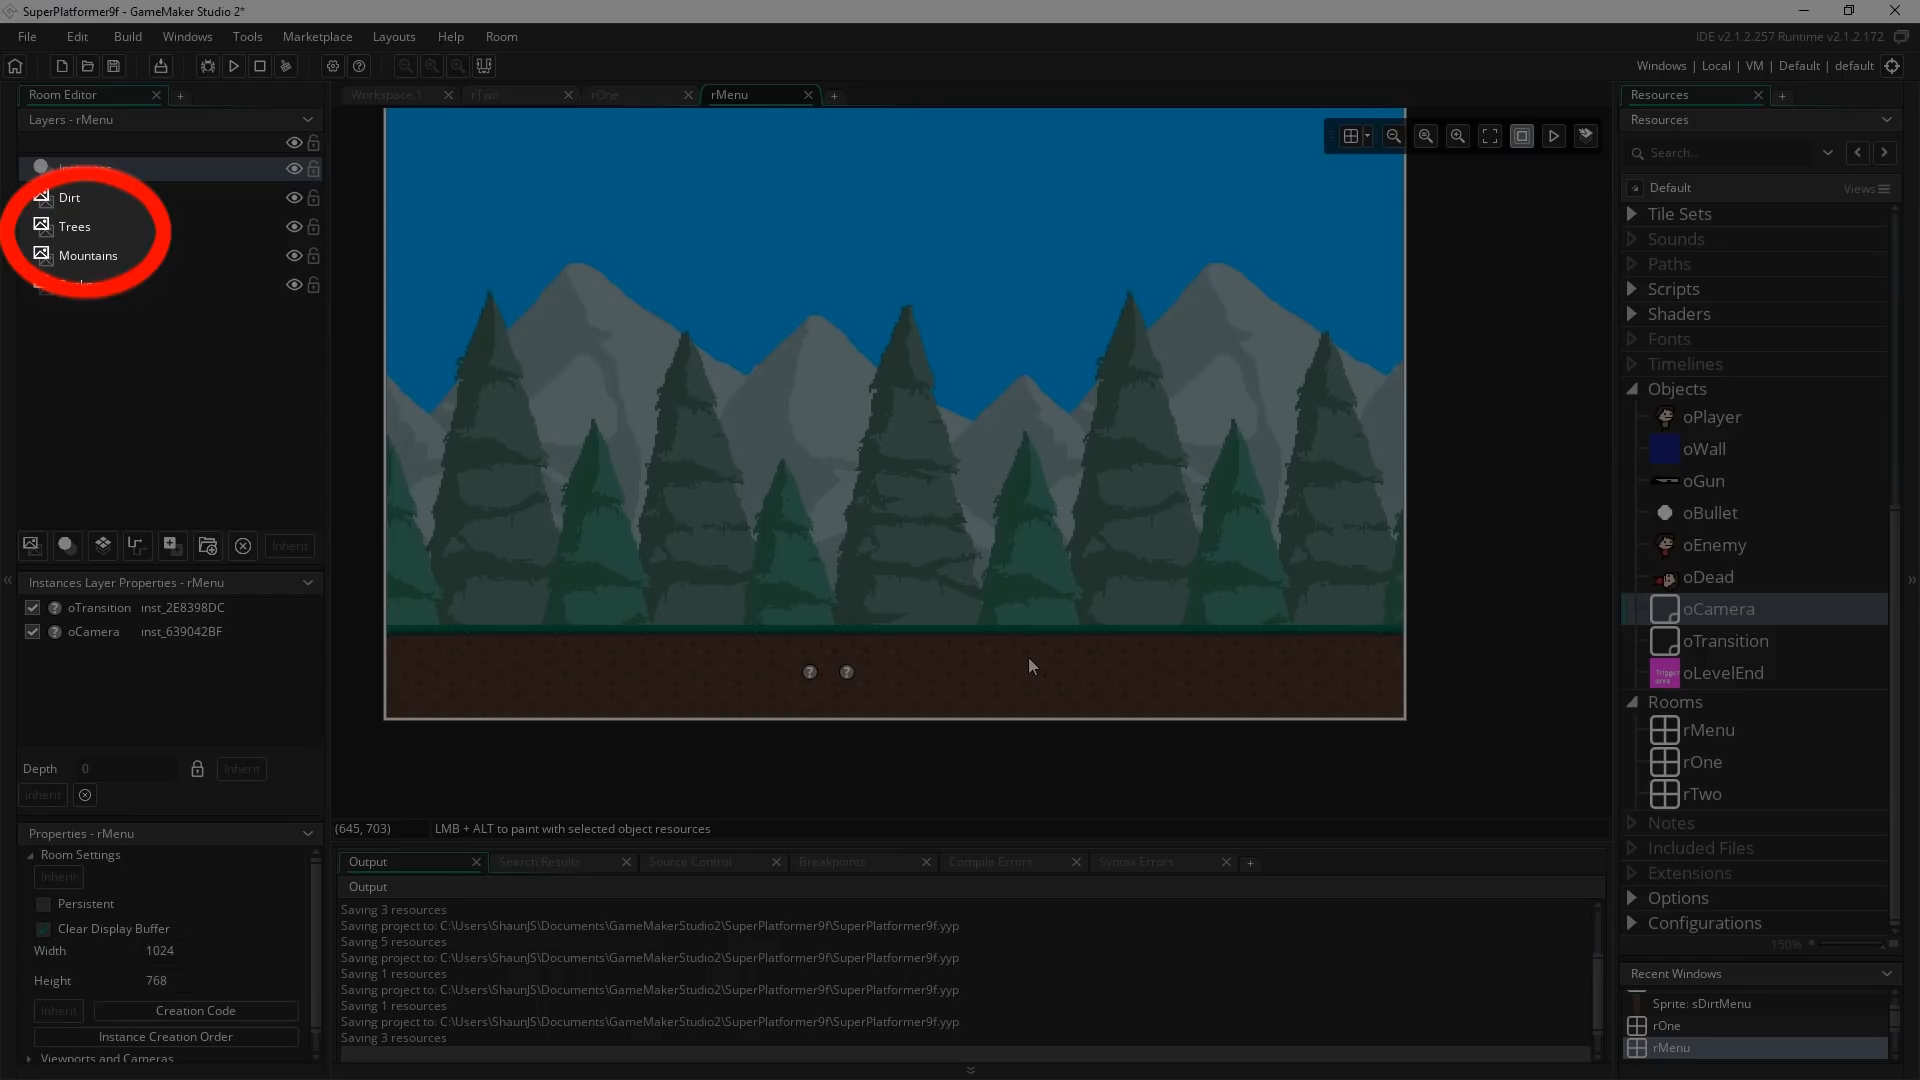 SuperPlatformer9f - GameMaker Studio 2*
File Edit Build Windows Tools Marketplace Layouts Help Room
IDE v2.1.2.257 Runtime v2.1.2.172
Windows | Local | VM | Default | default
Room Editor
Workspace 1
rTwo
rOne
rMenu
Resources
Layers - rMenu
Resources
Search...
Dirt
Trees
Mountains
Default
Views
Tile Sets
Sounds
Paths
Scripts
Shaders
Fonts
Timelines
Objects
oPlayer
oWall
oGun
oBullet
oEnemy
oDead
oCamera
oTransition
oLevelEnd
Rooms
rMenu
rOne
rTwo
Notes
Included Files
Extensions
Options
Configurations
150%
Recent Windows
Sprite: sDirtMenu
rOne
rMenu
Inherit
Instances Layer Properties - rMenu
oTransition inst_2E8398DC
oCamera inst_639042BF
Depth 0 Inherit
Inherit
Properties - rMenu
Room Settings
Inherit
Persistent
Clear Display Buffer
Width 1024
Height 768
Inherit Creation Code
Instance Creation Order
Viewports and Cameras
(645, 703) LMB + ALT to paint with selected object resources
Output Search Results Source Control Breakpoints Compile Errors Syntax Errors
Output
Saving 3 resources
Saving project to: C:\Users\ShaunJS\Documents\GameMakerStudio2\SuperPlatformer9f\SuperPlatformer9f.yyp
Saving 5 resources
Saving project to: C:\Users\ShaunJS\Documents\GameMakerStudio2\SuperPlatformer9f\SuperPlatformer9f.yyp
Saving 1 resources
Saving project to: C:\Users\ShaunJS\Documents\GameMakerStudio2\SuperPlatformer9f\SuperPlatformer9f.yyp
Saving 1 resources
Saving project to: C:\Users\ShaunJS\Documents\GameMakerStudio2\SuperPlatformer9f\SuperPlatformer9f.yyp
Saving 3 resources